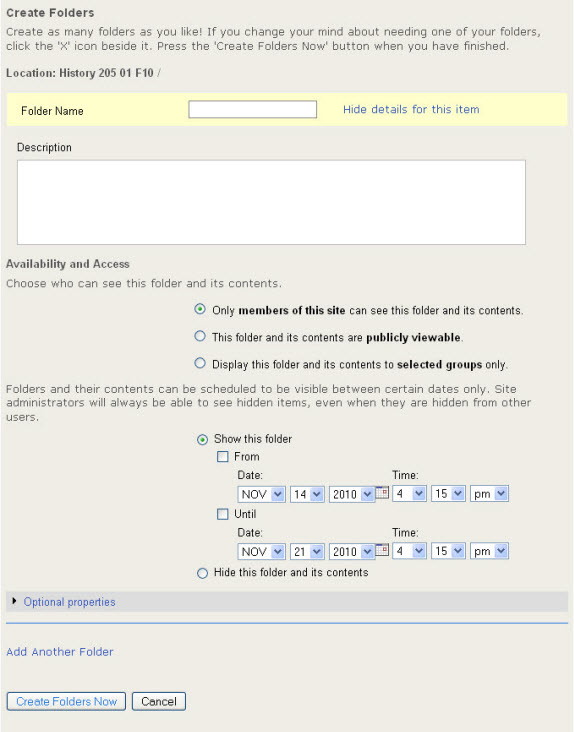 Create Folders
Create as many folders as you like! If you change your mind about needing one of your folders,
click the 'X' icon beside it. Press the 'Create Folders Now' button when you have finished.
Location: History 205 01 F10 /
Folder Name Hide details for this item
Description
Availability and Access
Choose who can see this folder and its contents.
Only members of this site can see this folder and its contents.
This folder and its contents are publicly viewable.
Display this folder and its contents to selected groups only.
Folders and their contents can be scheduled to be visible between certain dates only. Site
administrators will always be able to see hidden items, even when they are hidden from other
users.
Show this folder
From
Date: Time:
NOV 14 2010 4 15 pm
Until
Date: Time:
NOV 21 2010 4 15 pm
Hide this folder and its contents
Optional properties
Add Another Folder
Create Folders Now Cancel